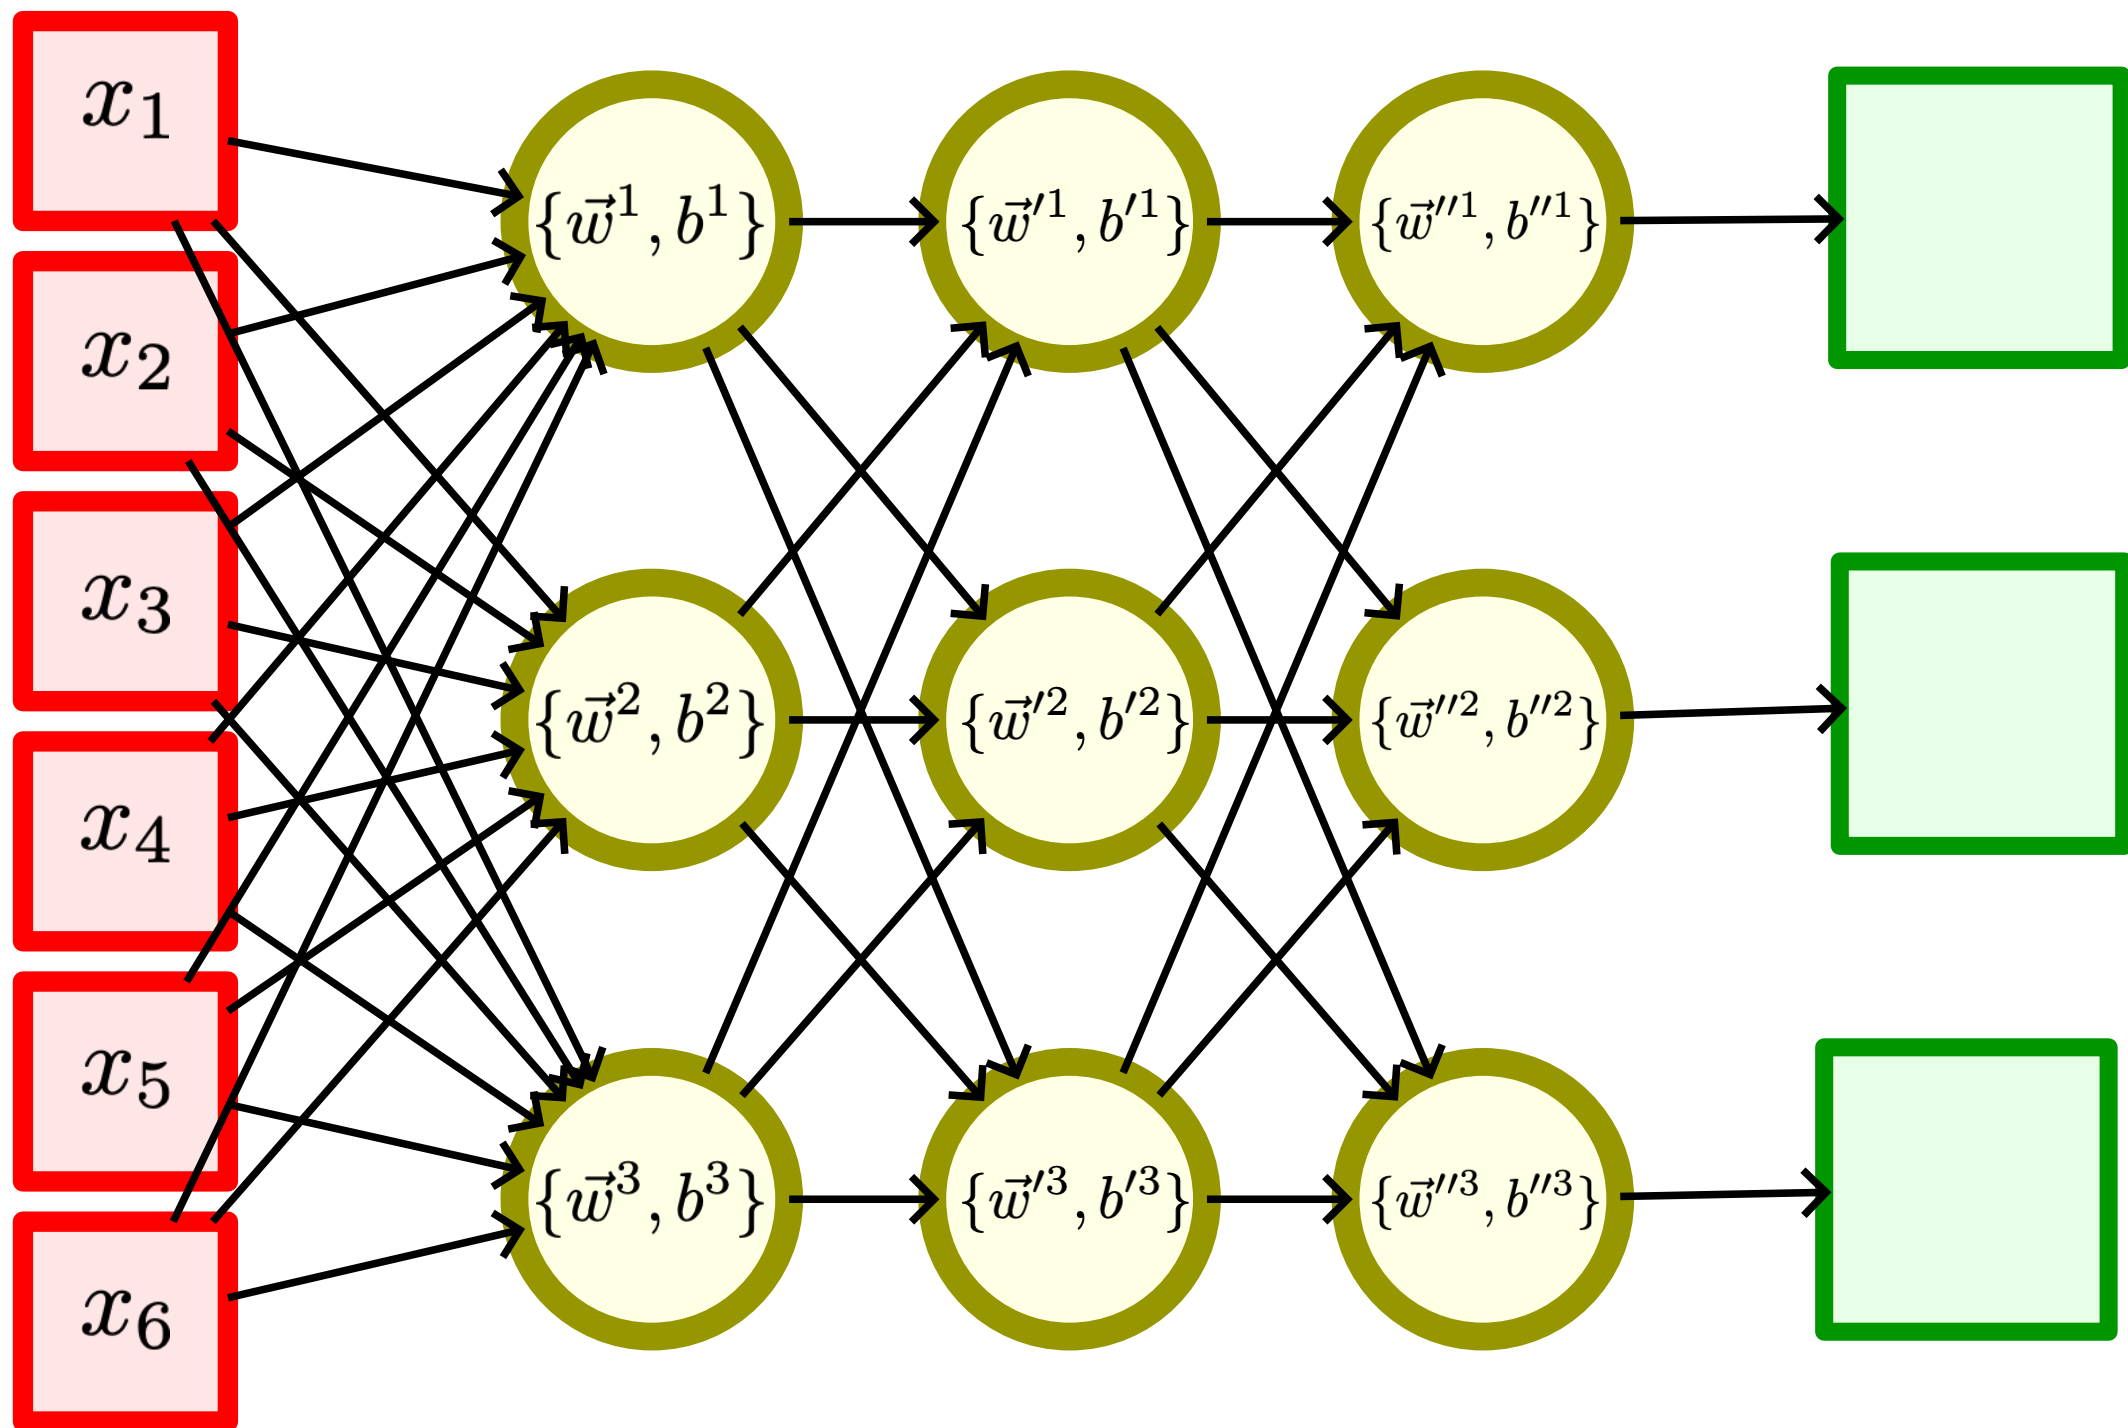 x₁
x₂
x₃
x₄
x₅
x₆
{w⃗¹, b¹}
{w⃗′¹, b′¹}
{w⃗″¹, b″¹}
{w⃗², b²}
{w⃗′², b′²}
{w⃗″², b″²}
{w⃗³, b³}
{w⃗′³, b′³}
{w⃗″³, b″³}